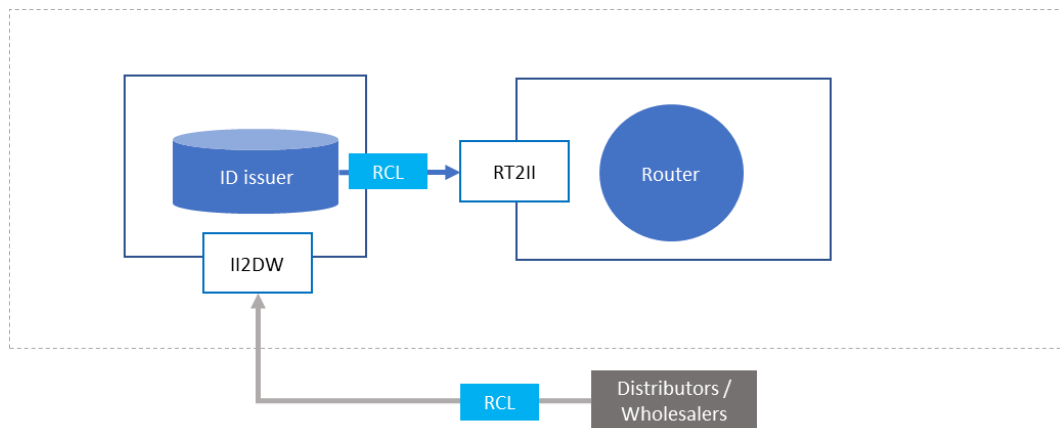 ID issuer
RCL
RT2II
Router
II2DW
RCL
Distributors /
Wholesalers